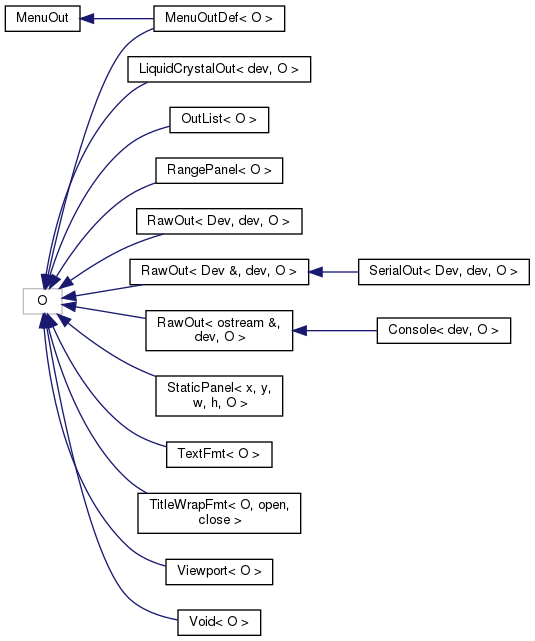 MenuOut
MenuOutDef< O >
LiquidCrystalOut< dev, O >
OutList< O >
RangePanel< O >
RawOut< Dev, dev, O >
RawOut< Dev &, dev, O >
SerialOut< Dev, dev, O >
O
RawOut< ostream &,
dev, O >
Console< dev, O >
StaticPanel< x, y,
w, h, O >
TextFmt< O >
TitleWrapFmt< O, open,
close >
Viewport< O >
Void< O >